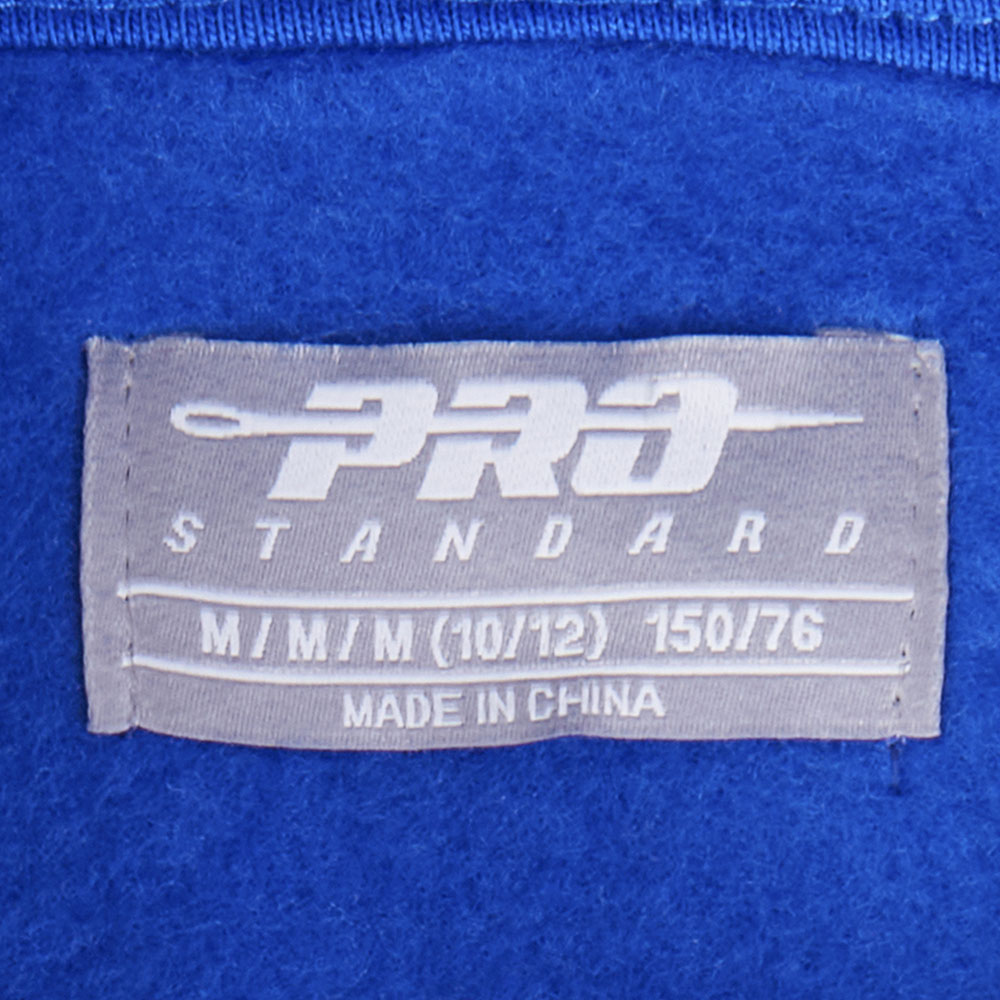 PRO
STANDARD
M/M/M (10/12) 150/76
MADE IN CHINA